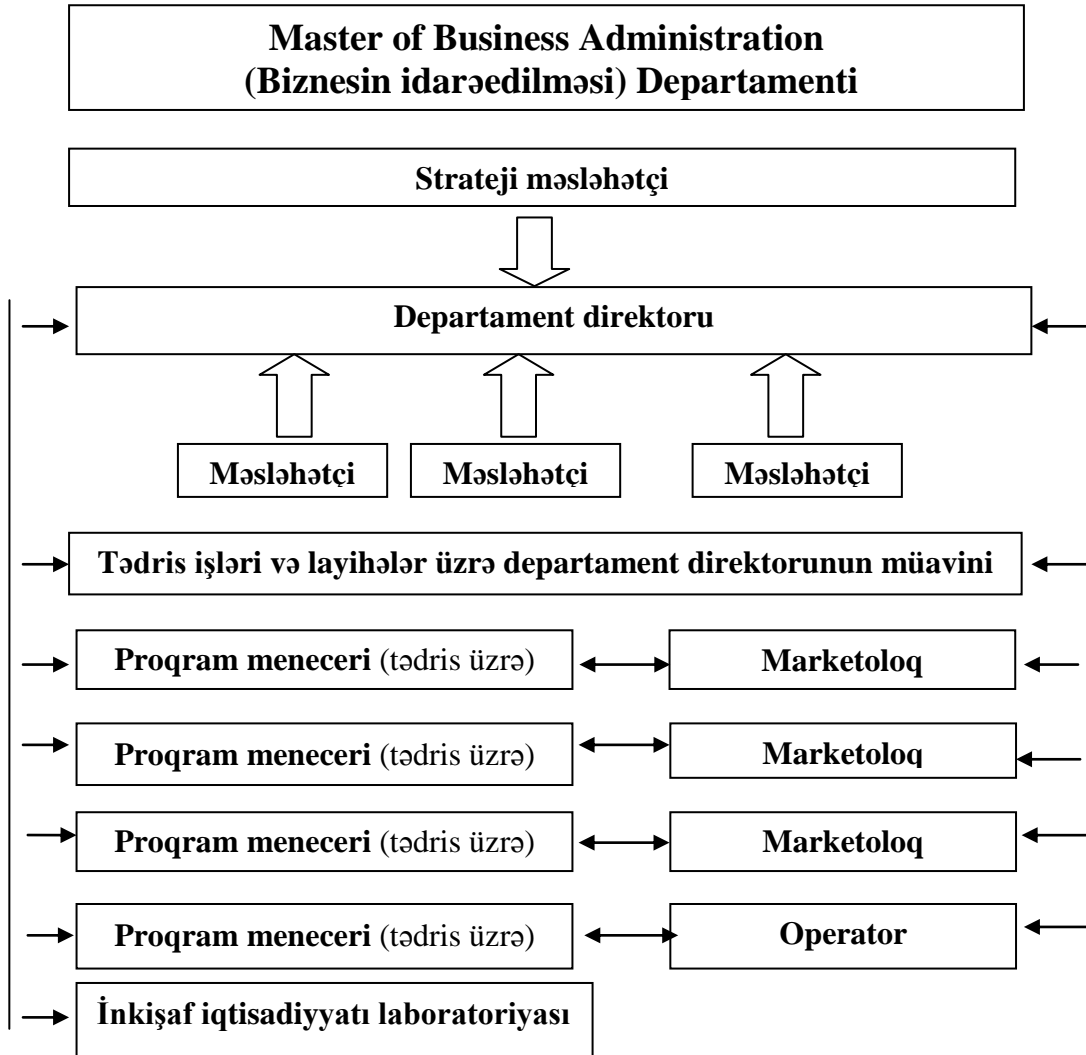 Master of Business Administration
(Biznesin idarəedilməsi) Departamenti
Strateji məsləhətçi
Departament direktoru
Məsləhətçi Məsləhətçi Məsləhətçi
Tədris işləri və layihələr üzrə departament direktorunun müavini
Proqram meneceri (tədris üzrə) Marketoloq
Proqram meneceri (tədris üzrə) Marketoloq
Proqram meneceri (tədris üzrə) Marketoloq
Proqram meneceri (tədris üzrə) Operator
İnkişaf iqtisadiyyatı laboratoriyası